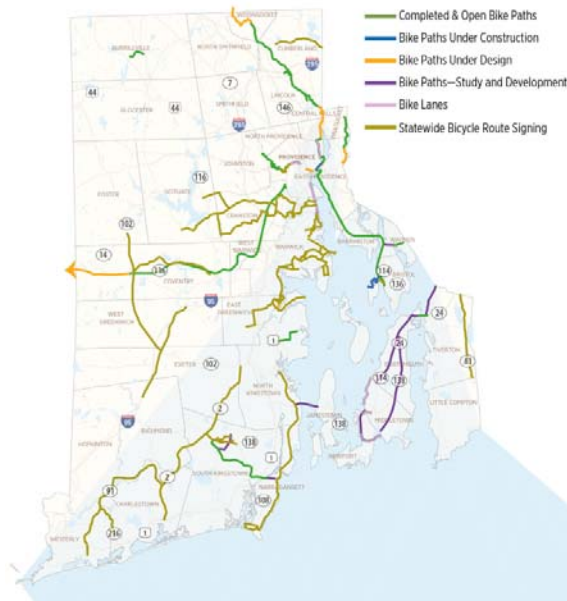 Completed & Open Bike Paths
Bike Paths Under Construction
Bike Paths Under Design
Bike Paths—Study and Development
Bike Lanes
Statewide Bicycle Route Signing
WOONSOCKET
BURRILLVILLE
NORTH SMITHFIELD
CUMBERLAND
295
7
44
44
146
LINCOLN
GLOCESTER
SMITHFIELD
CENTRAL FALLS
PAWTUCKET
295
NORTH PROVIDENCE
JOHNSTON
PROVIDENCE
EAST PROVIDENCE
116
FOSTER
SCITUATE
CRANSTON
102
14
WEST WARWICK
WARWICK
BARRINGTON
WARREN
116
COVENTRY
114
BRISTOL
136
95
WEST GREENWICH
EAST GREENWICH
24
1
TIVERTON
24
PORTSMOUTH
81
EXETER
102
114
138
NORTH KINGSTOWN
LITTLE COMPTON
2
MIDDLETOWN
95
JAMESTOWN
138
HOPKINTON
RICHMOND
138
1
NEWPORT
SOUTH KINGSTOWN
NARRAGANSETT
2
91
CHARLESTOWN
108
216
1
WESTERLY